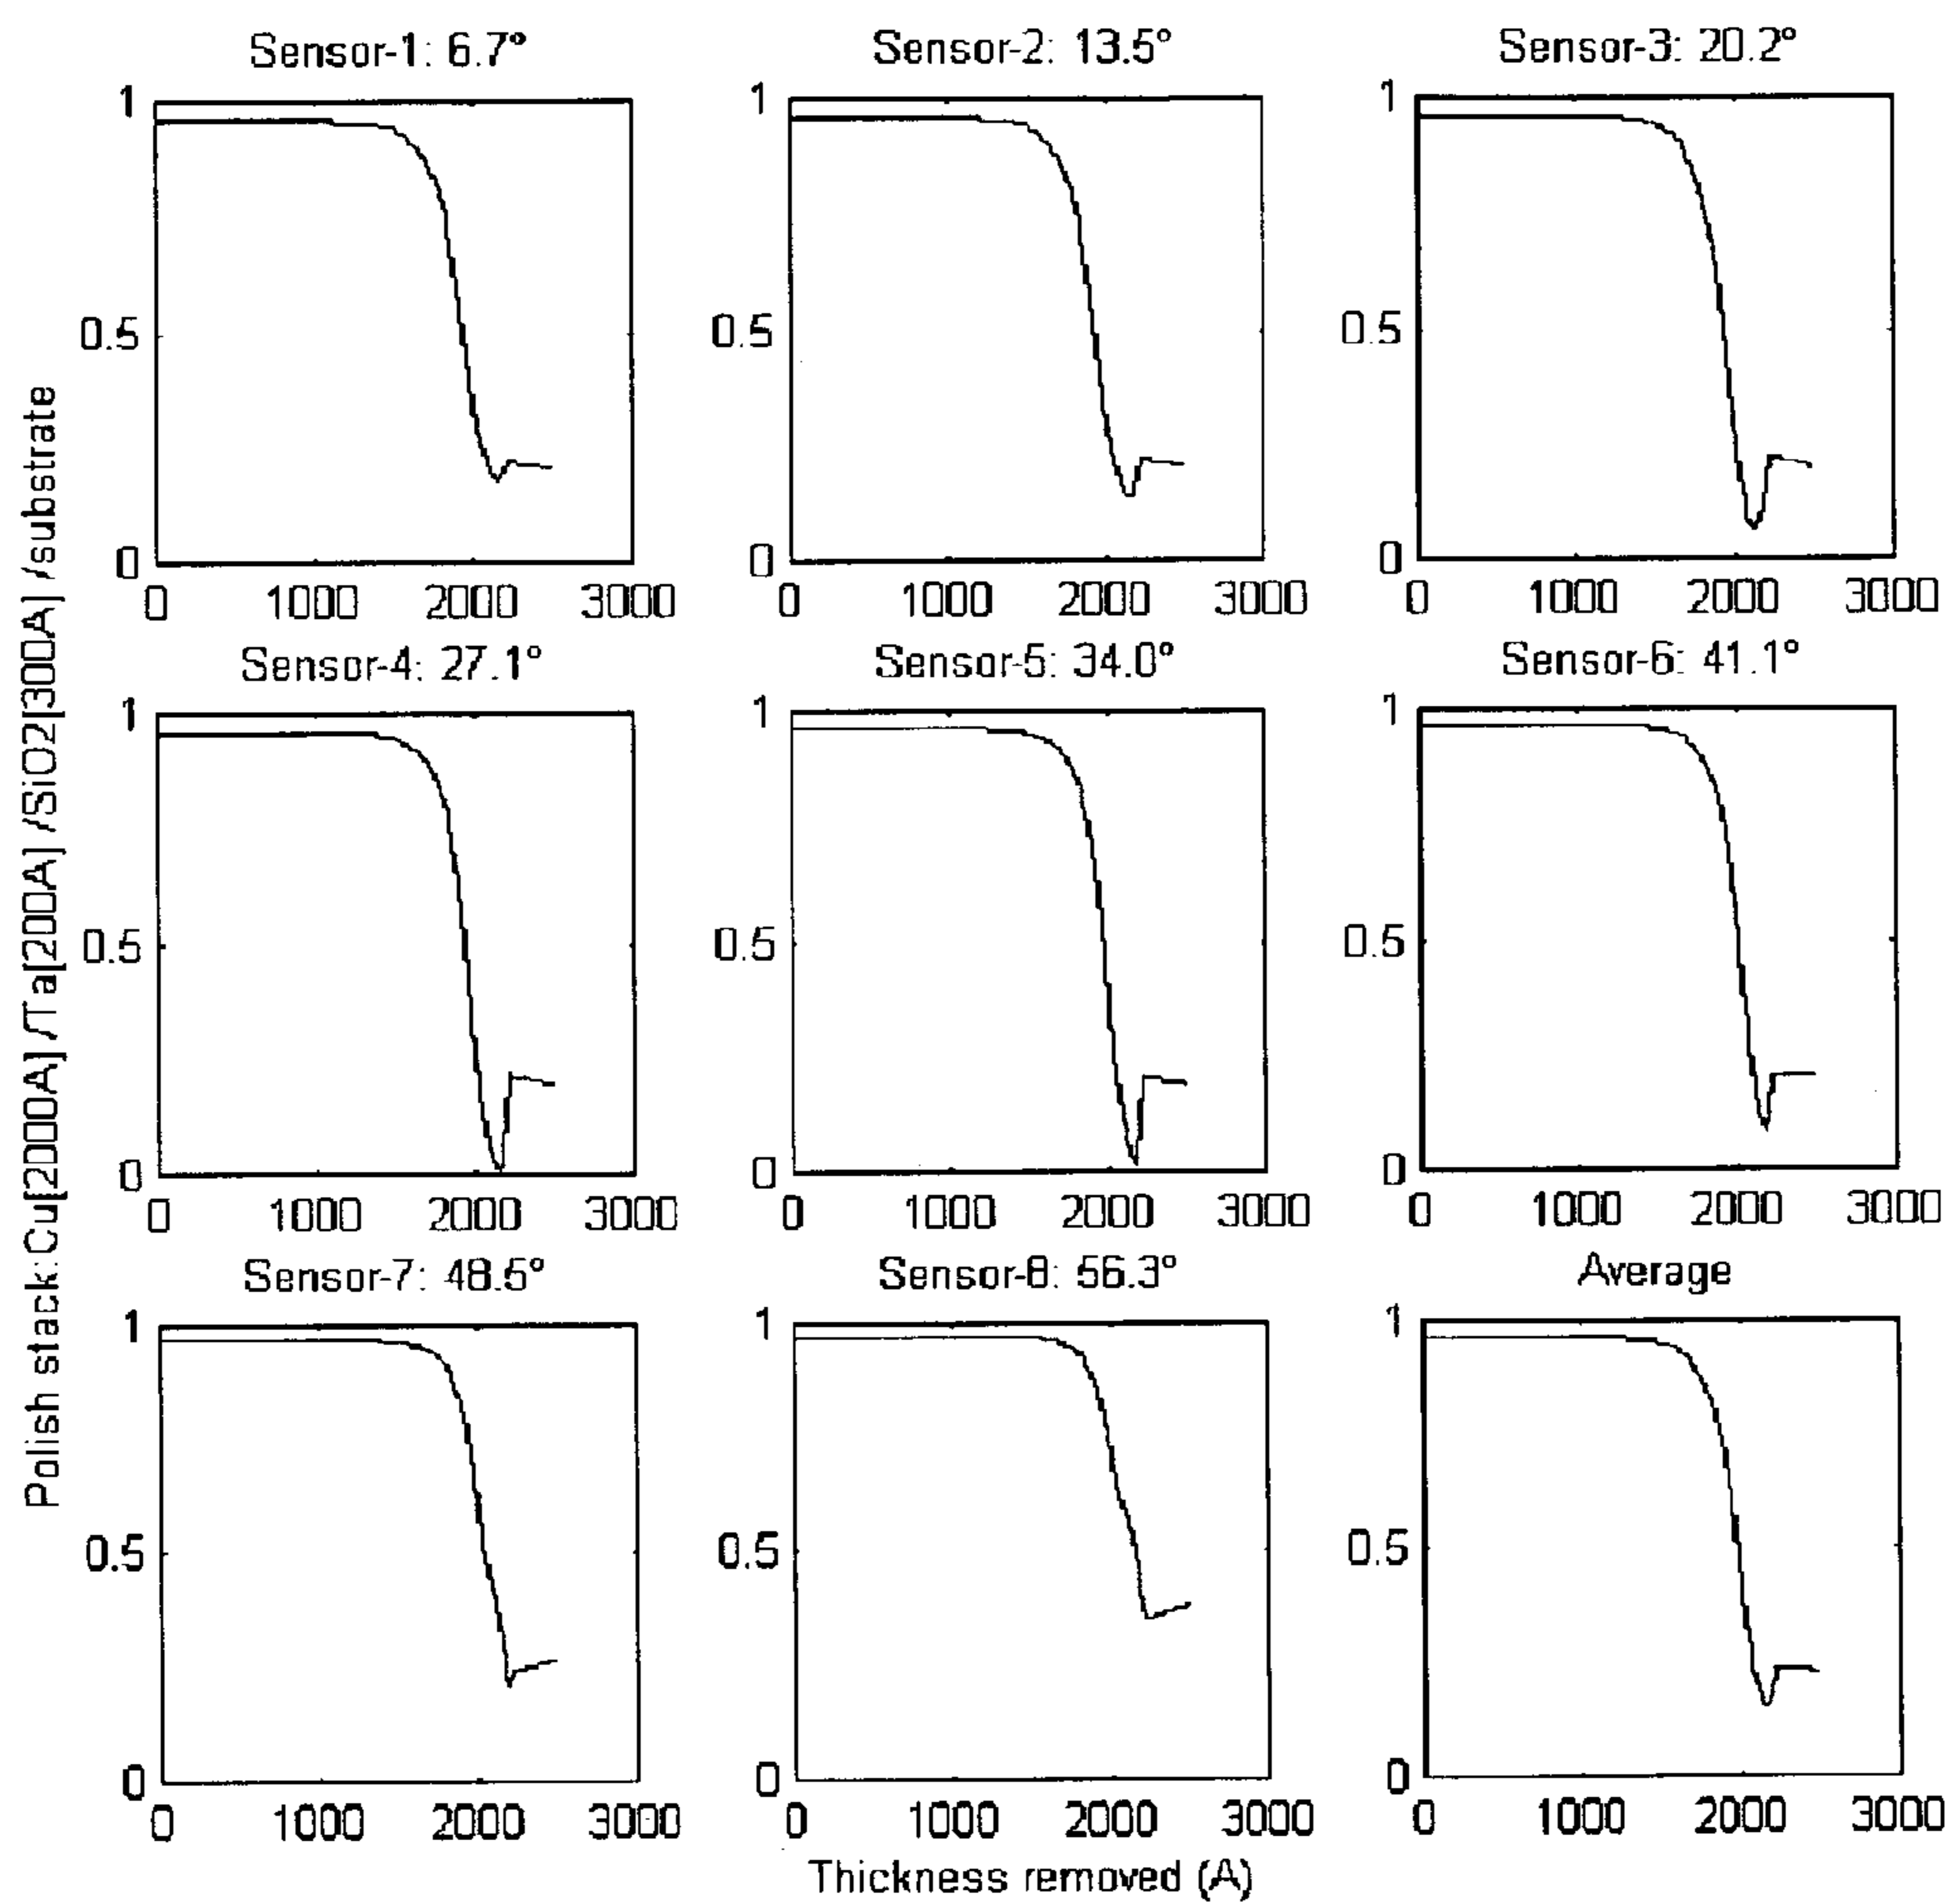 Sensor-1: 6.7° Sensor-2: 13.5° Sensor-3: 20.2°
1 1 1
0.5 0.5 0.5
0 0 0
0 1000 2000 3000 0 1000 2000 3000 0 1000 2000 3000
Sensor-4: 27.1° Sensor-5: 34.0° Sensor-6: 41.1°
1 1 1
0.5 0.5 0.5
0 0 0
0 1000 2000 3000 0 1000 2000 3000 0 1000 2000 3000
Sensor-7: 48.5° Sensor-8: 56.3° Average
1 1 1
0.5 0.5 0.5
0 0 0
0 1000 2000 3000 0 1000 2000 3000 0 1000 2000 3000
Thickness removed (A)
Polish stack: Cu[2000A] /Ta[200A] /SiO2[300A] /substrate